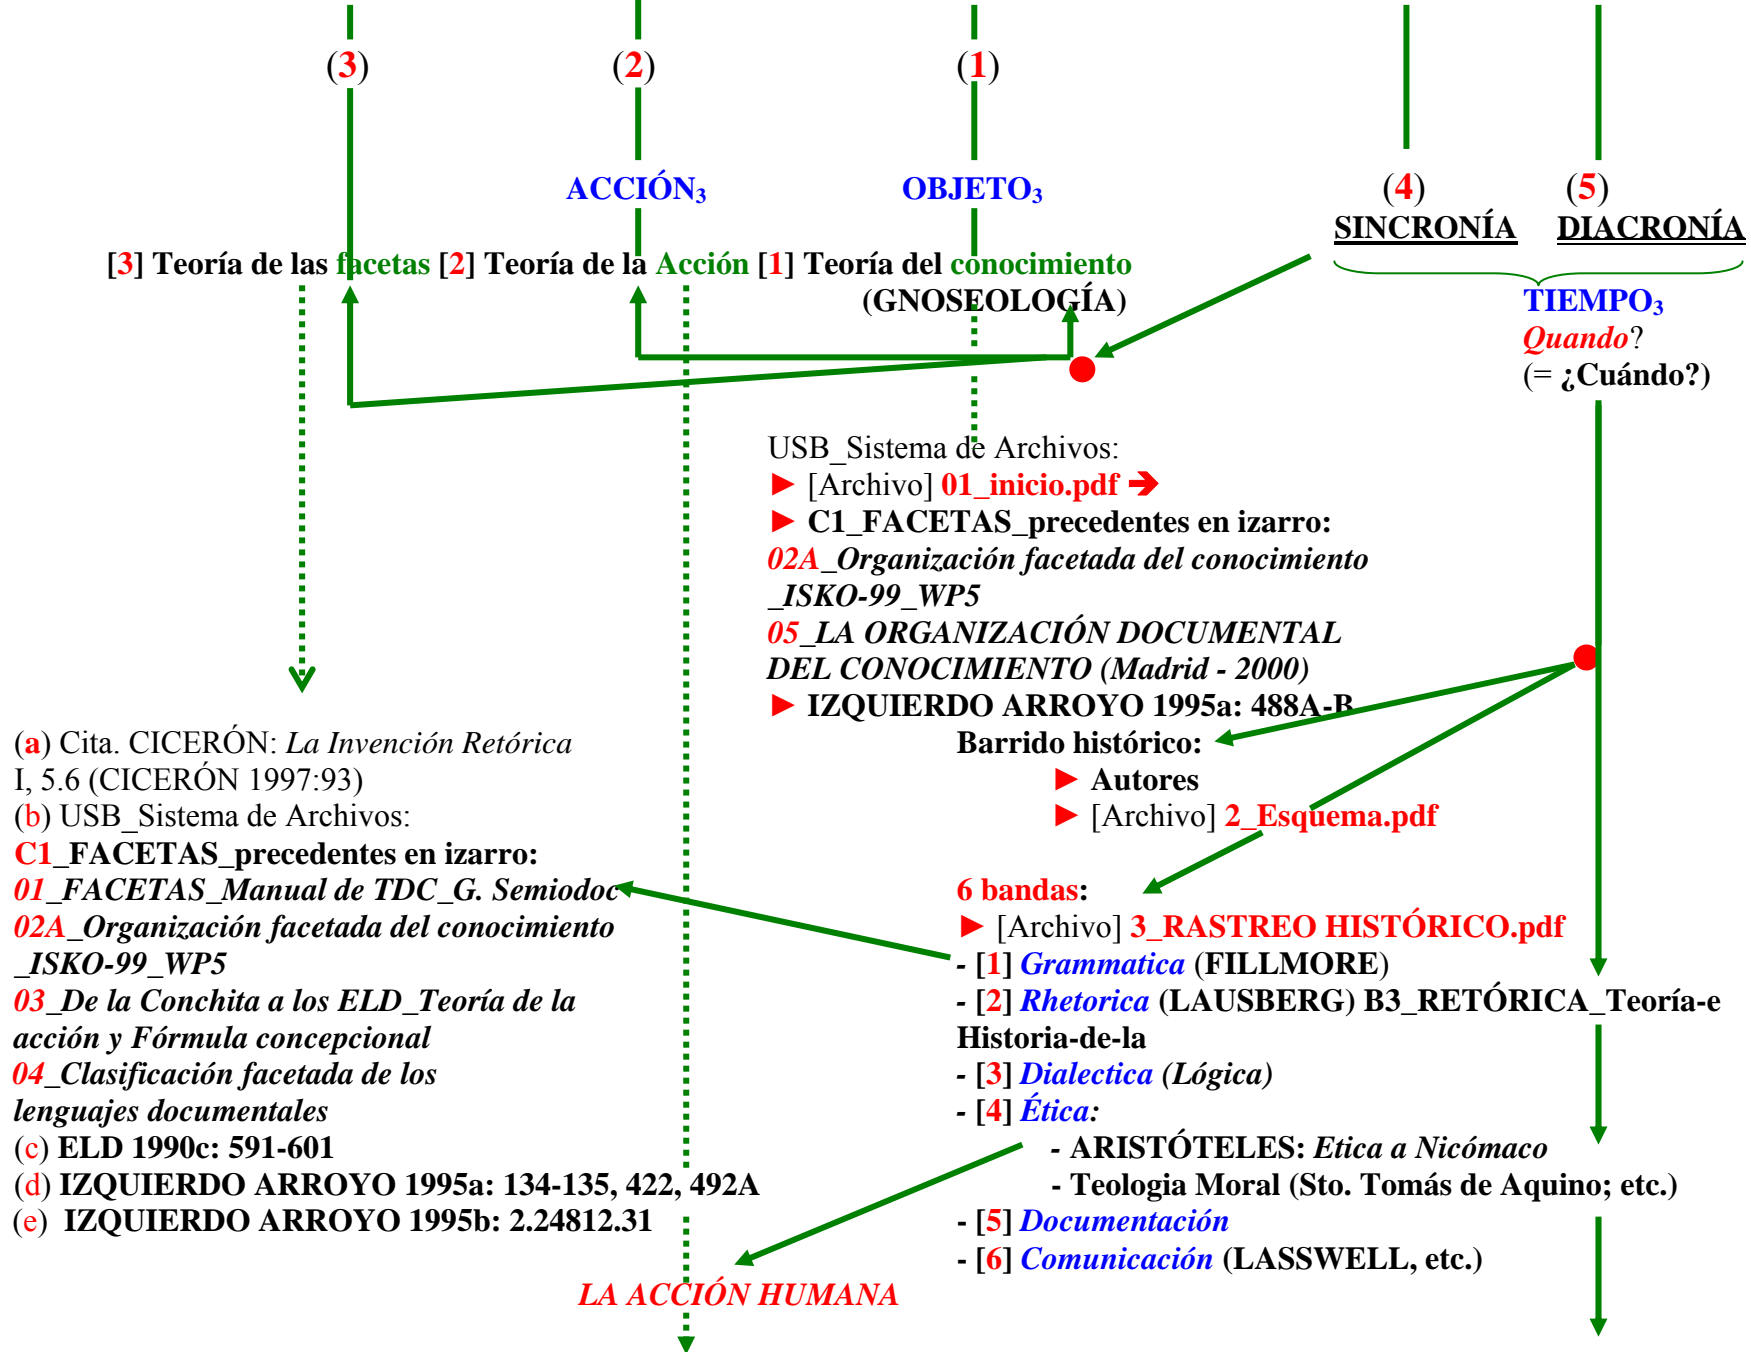 (3) (2) (1)
ACCIÓN₃ OBJETO₃ (4) (5)
SINCRONÍA DIACRONÍA
[3] Teoría de las facetas [2] Teoría de la Acción [1] Teoría del conocimiento
(GNOSEOLOGÍA)
TIEMPO₃
Quando?
(= ¿Cuándo?)
USB_Sistema de Archivos:
► [Archivo] 01_inicio.pdf ➔
► C1_FACETAS_precedentes en izarro:
02A_Organización facetada del conocimiento
_ISKO-99_WP5
05_LA ORGANIZACIÓN DOCUMENTAL
DEL CONOCIMIENTO (Madrid - 2000)
► IZQUIERDO ARROYO 1995a: 488A-B
(a) Cita. CICERÓN: La Invención Retórica
I, 5.6 (CICERÓN 1997:93)
(b) USB_Sistema de Archivos:
C1_FACETAS_precedentes en izarro:
01_FACETAS_Manual de TDC_G. Semiodoc
02A_Organización facetada del conocimiento
_ISKO-99_WP5
03_De la Conchita a los ELD_Teoría de la
acción y Fórmula concepcional
04_Clasificación facetada de los
lenguajes documentales
(c) ELD 1990c: 591-601
(d) IZQUIERDO ARROYO 1995a: 134-135, 422, 492A
(e) IZQUIERDO ARROYO 1995b: 2.24812.31
Barrido histórico:
► Autores
► [Archivo] 2_Esquema.pdf
6 bandas:
► [Archivo] 3_RASTREO HISTÓRICO.pdf
- [1] Grammatica (FILLMORE)
- [2] Rhetorica (LAUSBERG) B3_RETÓRICA_Teoría-e
Historia-de-la
- [3] Dialectica (Lógica)
- [4] Ética:
- ARISTÓTELES: Etica a Nicómaco
- Teologia Moral (Sto. Tomás de Aquino; etc.)
- [5] Documentación
- [6] Comunicación (LASSWELL, etc.)
LA ACCIÓN HUMANA